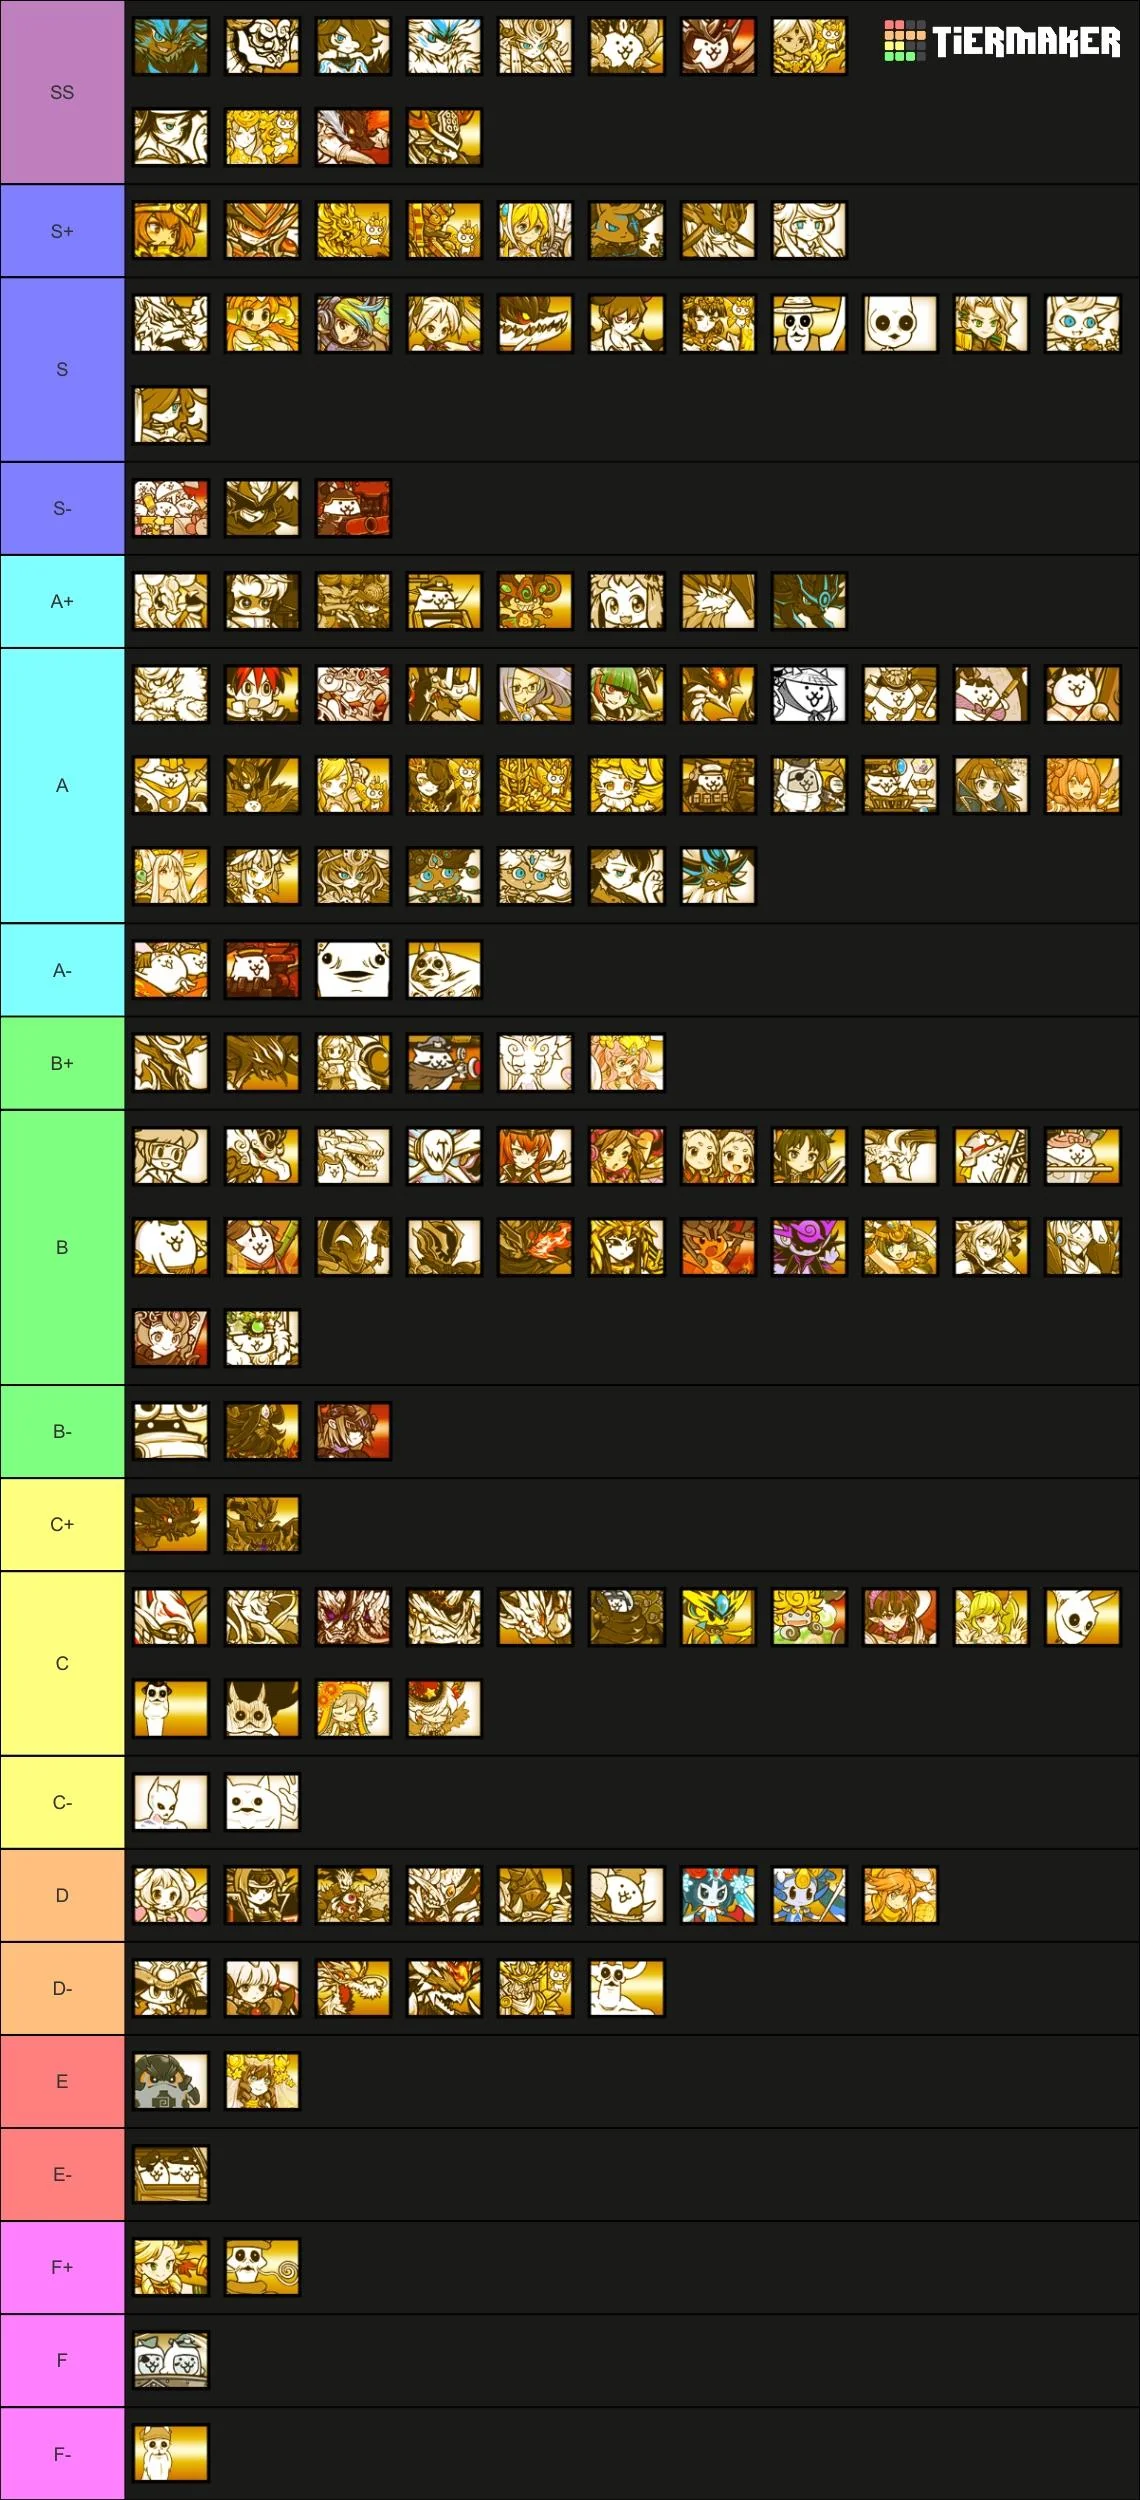 SS
TiERMAKER
S+
S
S-
A+
A
A-
B+
B
B-
C+
C
C-
D
D-
E
E-
F+
F
F-